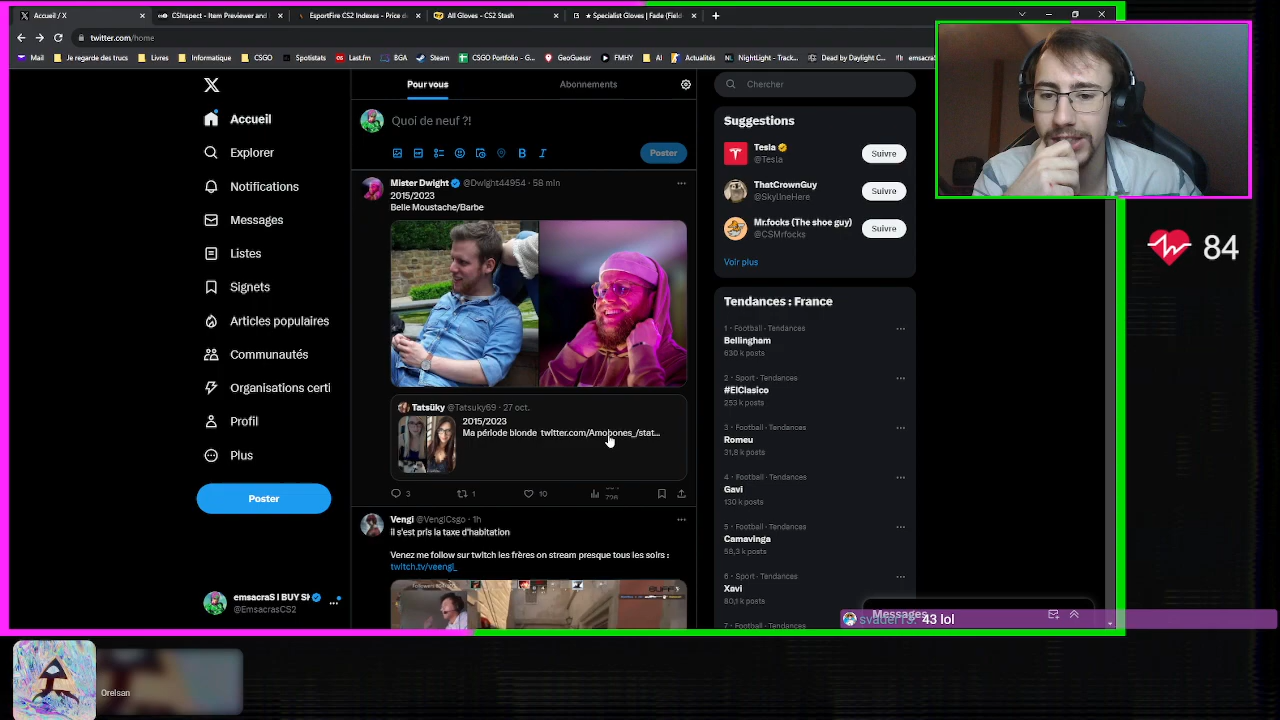 Accueil / X
CSInspect - Item Previewer and
EsportFire CS2 Indexes - Price d
All Gloves - CS2 Stash
★ Specialist Gloves | Fade (Fiel
twitter.com/home
Mail
Je regarde des trucs
Livres
Informatique
CSGO
Spotistats
Last.fm
BGA
Steam
CSGO Portfolio - G...
GeoGuessr
FMHY
AI
Actualités
NightLight - Track...
Dead by Daylight C...
emsacraS
Accueil
Explorer
Notifications
Messages
Listes
Signets
Articles populaires
Communautés
Organisations certi
Profil
Plus
Poster
emsacraS I BUY SK
@EmsacrasCS2
Pour vous
Abonnements
Quoi de neuf ?!
Poster
Mister Dwight @Dwight44954 · 58 min
2015/2023
Belle Moustache/Barbe
Tatsüky @Tatsuky69 · 27 oct.
2015/2023
Ma période blonde twitter.com/Amobones_/stat...
3
1
10
726
Vengi @VengiCsgo · 1h
il s'est pris la taxe d'habitation
Venez me follow sur twitch les frères on stream presque tous les soirs :
twitch.tv/veengi_
BUFF
Chercher
Suggestions
Tesla
@Tesla
Suivre
ThatCrownGuy
@SkylneHere
Suivre
Mr.focks (The shoe guy)
@CSMrfocks
Suivre
Voir plus
Tendances : France
1 · Football · Tendances
Bellingham
630 k posts
2 · Sport · Tendances
#ElClasico
253 k posts
3 · Football · Tendances
Romeu
31,8 k posts
4 · Football · Tendances
Gavi
130 k posts
5 · Football · Tendances
Camavinga
58,3 k posts
6 · Sport · Tendances
Xavi
80,1 k posts
Messages
84
43 lol
Orelsan